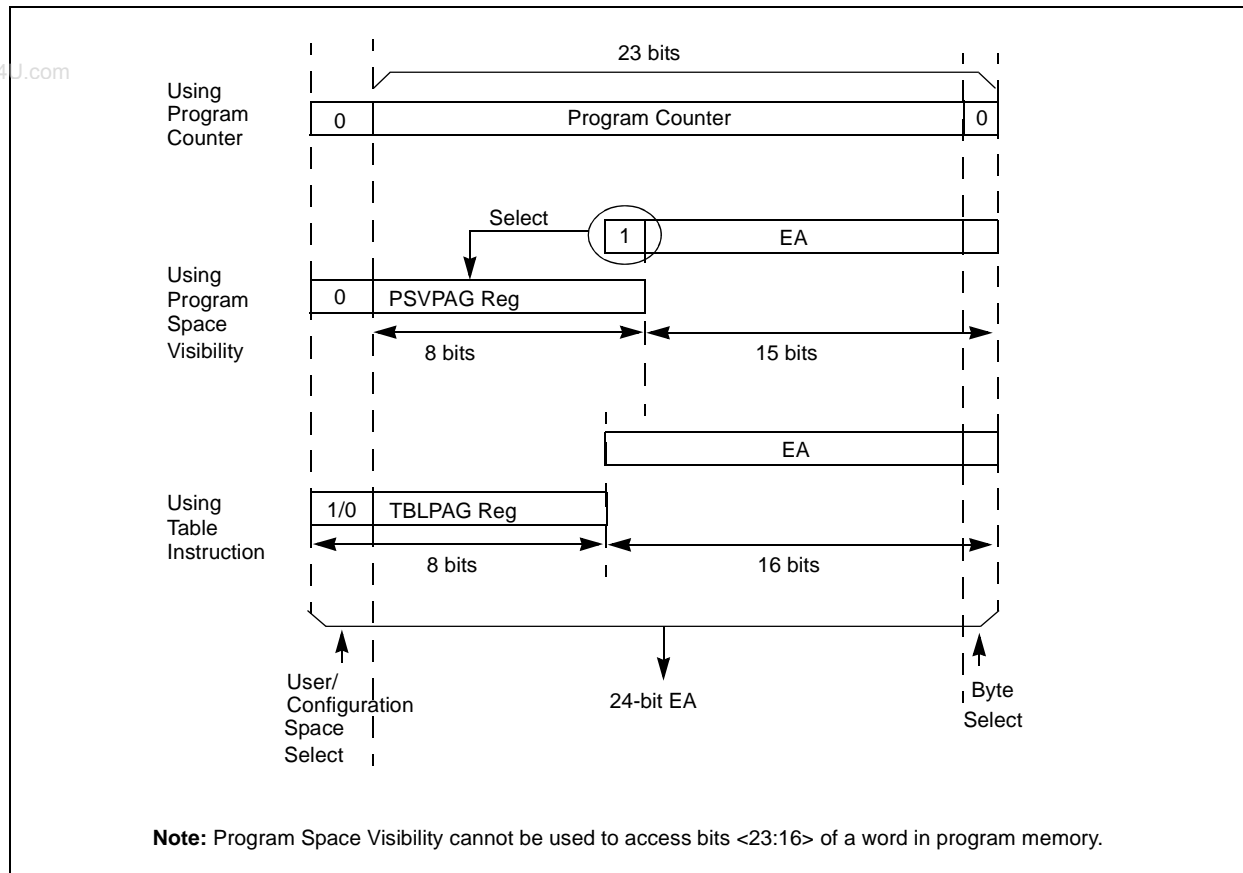 4U.com
23 bits
Using
Program
Counter
0
Program Counter
0
Select
1
EA
Using
Program
Space
Visibility
0
PSVPAG Reg
8 bits
15 bits
EA
Using
Table
Instruction
1/0
TBLPAG Reg
8 bits
16 bits
User/
Configuration
Space
Select
24-bit EA
Byte
Select
Note: Program Space Visibility cannot be used to access bits <23:16> of a word in program memory.